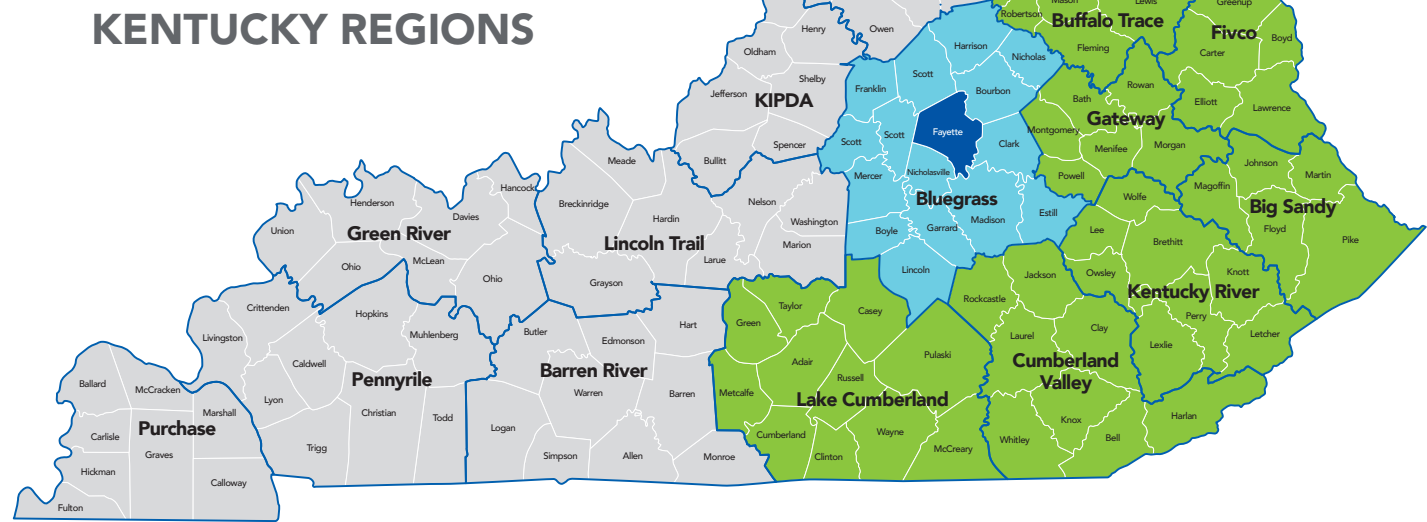 KENTUCKY REGIONS
Mason
Lewis
Greenup
Robertson
Buffalo Trace
Henry
Owen
Fivco
Boyd
Harrison
Fleming
Oldham
Carter
Nicholas
Scott
Shelby
Rowan
Franklin
Bourbon
Jefferson
KIPDA
Bath
Elliott
Lawrence
Gateway
Fayette
Montgomery
Scott
Scott
Clark
Spencer
Menifee
Morgan
Bullitt
Meade
Johnson
Martin
Mercer
Nicholasville
Powell
Magoffin
Hancock
Wolfe
Breckinridge
Nelson
Bluegrass
Big Sandy
Henderson
Davies
Hardin
Washington
Madison
Estill
Union
Green River
Boyle
Garrard
Lee
Floyd
Lincoln Trail
Marion
Brethitt
Pike
McLean
Larue
Ohio
Lincoln
Jackson
Owsley
Knott
Ohio
Grayson
Kentucky River
Crittenden
Taylor
Casey
Rockcastle
Hopkins
Perry
Green
Hart
Livingston
Muhlenberg
Butler
Edmonson
Laurel
Clay
Letcher
Lexlie
Caldwell
Adair
Pulaski
Cumberland
Valley
Barren River
Pennyrile
Russell
Ballard
McCracken
Warren
Barren
Metcalfe
Lake Cumberland
Lyon
Marshall
Christian
Todd
Harlan
Purchase
Knox
Logan
Wayne
Carlisle
Cumberland
Whitley
Bell
Graves
Trigg
McCreary
Simpson
Allen
Monroe
Clinton
Hickman
Calloway
Fulton